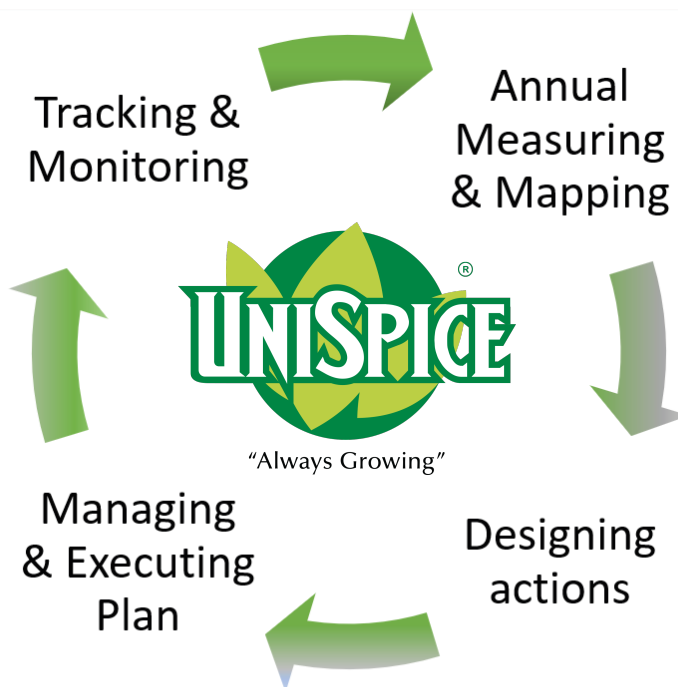 Tracking &
Monitoring
Annual
Measuring
& Mapping
UNISPICE
®
“Always Growing”
Managing
& Executing
Plan
Designing
actions